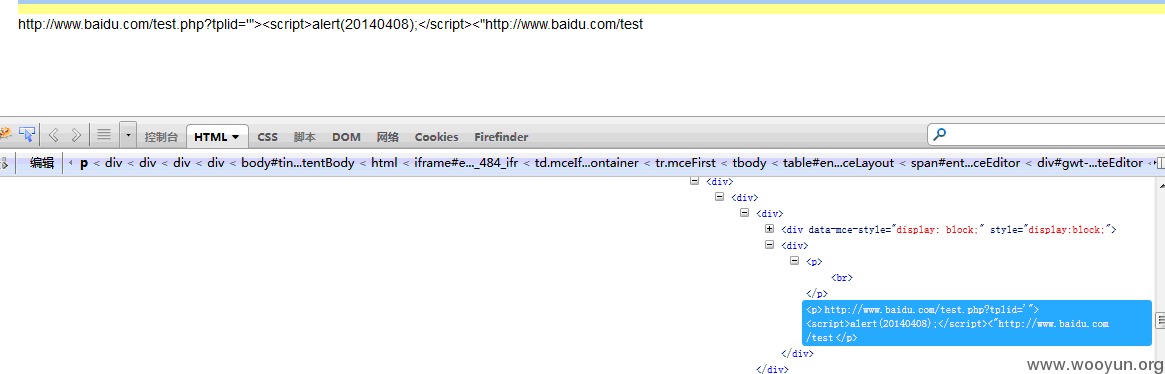 http://www.baidu.com/test.php?tplid='"><script>alert(20140408);</script><"http://www.baidu.com/test
控制台 HTML CSS 脚本 DOM 网络 Cookies Firefinder
编辑 p < div < div < div < div < body#tin...tentBody < html < iframe#e..._484_ifr < td.mceIf...ontainer < tr.mceFirst < tbody < table#en...ceLayout < span#ent...ceEditor < div#gwt-...teEditor
<div>
<div>
<div>
<div data-mce-style="display: block;" style="display:block;">
<div>
<p>
<br>
</p>
<p>http://www.baidu.com/test.php?tplid='">
<script>alert(20140408);</script><"http://www.baidu.com
/test</p>
</div>
</div>
www.wooyun.org